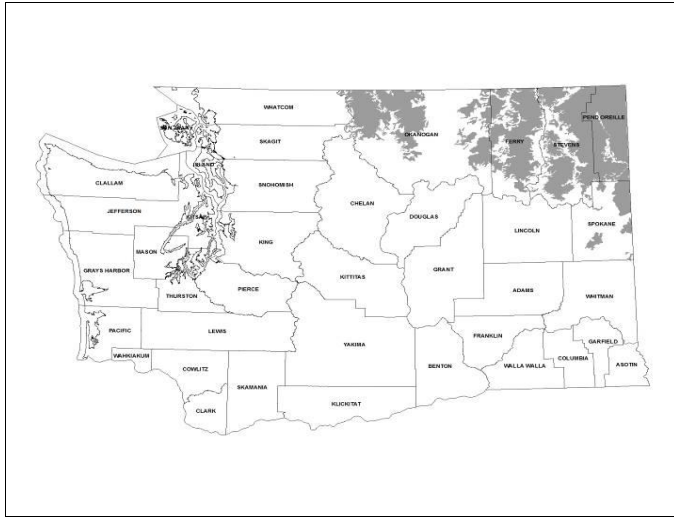 WHATCOM
SAN JUAN
SKAGIT
OKANOGAN
FERRY
STEVENS
PEND OREILLE
ISLAND
CLALLAM
SNOHOMISH
CHELAN
JEFFERSON
KITSAP
DOUGLAS
LINCOLN
SPOKANE
KING
MASON
GRAYS HARBOR
KITTITAS
GRANT
PIERCE
THURSTON
ADAMS
WHITMAN
PACIFIC
LEWIS
YAKIMA
FRANKLIN
GARFIELD
WAHKIAKUM
COWLITZ
BENTON
WALLA WALLA
COLUMBIA
ASOTIN
SKAMANIA
KLICKITAT
CLARK